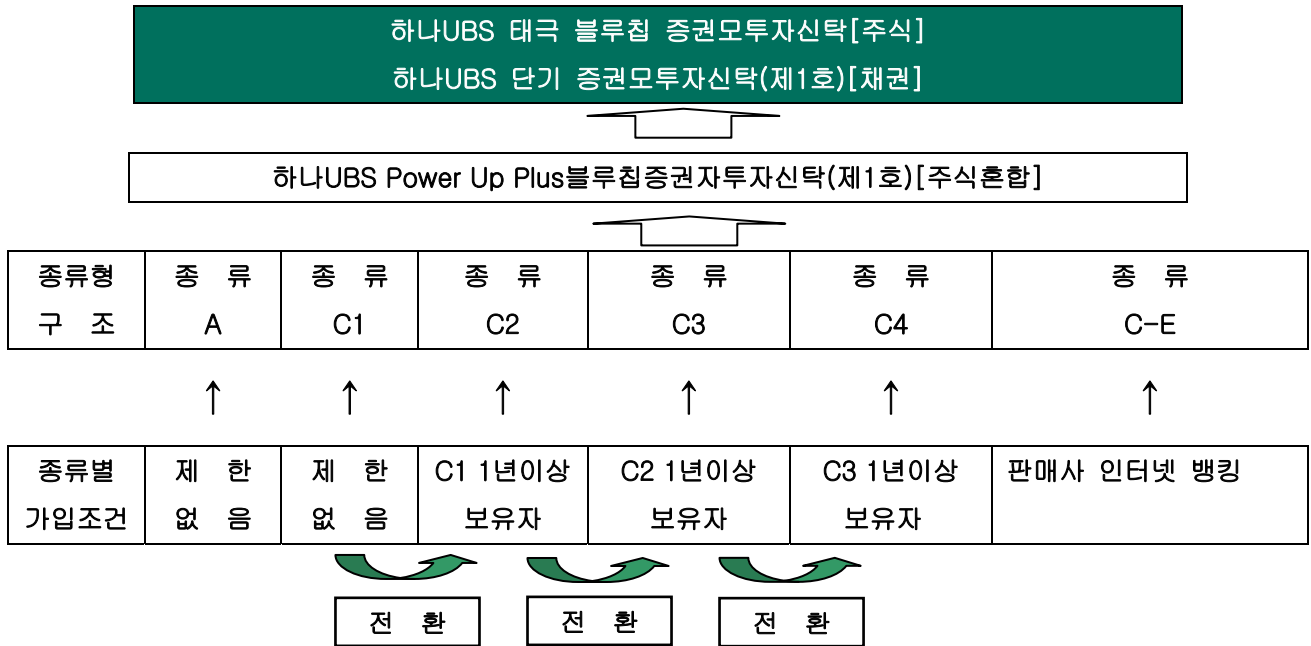 하나UBS 태극 블루칩 증권모투자신탁[주식]
하나UBS 단기 증권모투자신탁(제1호)[채권]
하나UBS Power Up Plus블루칩증권자투자신탁(제1호)[주식혼합]
종류형 종 류 종 류 종 류 종 류 종 류 종 류
구 조 A C1 C2 C3 C4 C-E
↑ ↑ ↑ ↑ ↑ ↑
종류별 제 한 제 한 C1 1년이상 C2 1년이상 C3 1년이상 판매사 인터넷 뱅킹
가입조건 없 음 없 음 보유자 보유자 보유자
전 환 전 환 전 환